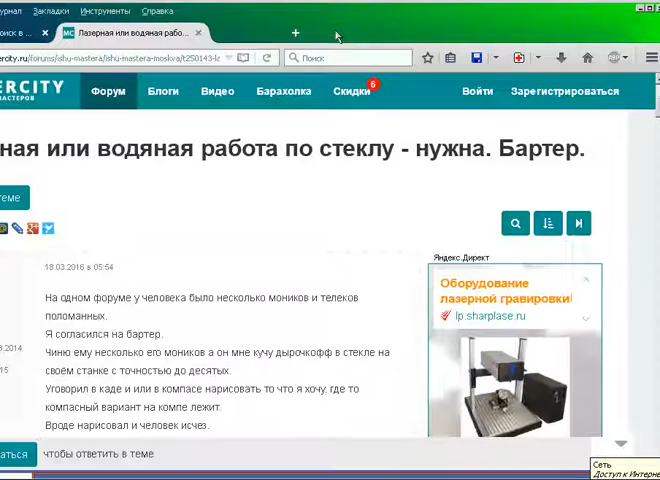 Закладки Инструменты Справка
Лазерная или водяная рабо...
ercity.ru/forums/ishu-mastera/ishu-mastera-moskva/t250143-la
Поиск
ERCITY
МАСТЕРОВ
Форум Блоги Видео Барахолка Скидки 6 Войти Зарегистрироваться
ная или водяная работа по стеклу - нужна. Бартер.
теме
18.03.2016 в 05:54
Яндекс.Директ
Оборудование
лазерной гравировки!
lp.sharplase.ru
На одном форуме у человека было несколько моников и телеков
поломанных.
Я согласился на бартер.
Чиню ему несколько его моников а он мне кучу дырочкофф в стекле на
своём станке с точностью до десятых.
Уговорил в каде и или в компасе нарисовать то что я хочу, где то
компасный вариант на компе лежит.
Вроде нарисовал и человек исчез.
аться чтобы ответить в теме
Сеть
Доступ к Интерне